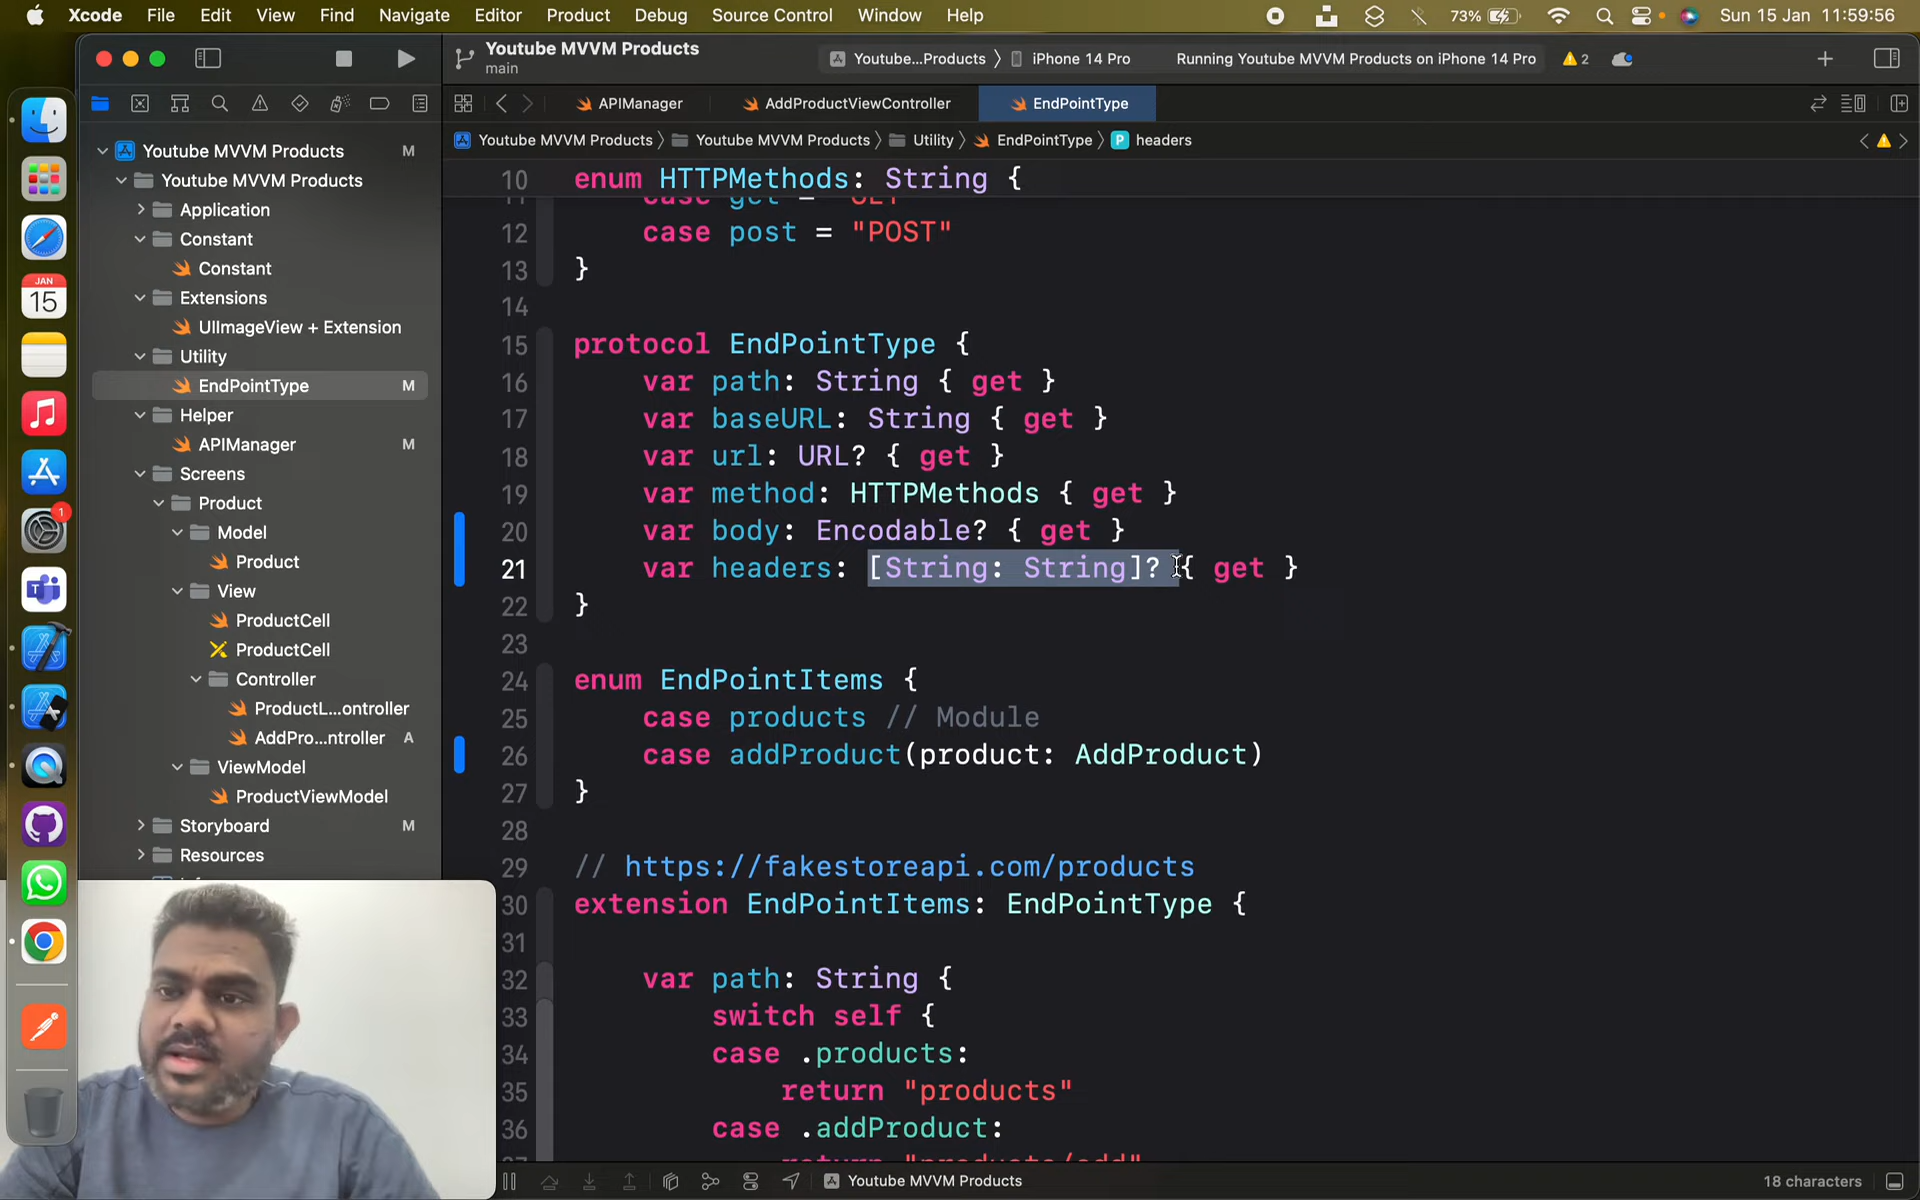 Xcode File Edit View Find Navigate Editor Product Debug Source Control Window Help 73% Sun 15 Jan 11:59:56
Youtube MVVM Products
main
Youtube...Products 〉 iPhone 14 Pro Running Youtube MVVM Products on iPhone 14 Pro 2
APIManager AddProductViewController EndPointType
Youtube MVVM Products 〉 Youtube MVVM Products 〉 Utility 〉 EndPointType 〉 P headers
Youtube MVVM Products M
Youtube MVVM Products
Application
Constant
Constant
Extensions
UIImageView + Extension
Utility
EndPointType M
Helper
APIManager M
Screens
Product
Model
Product
View
ProductCell
ProductCell
Controller
ProductL...ontroller
AddPro...ntroller A
ViewModel
ProductViewModel
Storyboard M
Resources
JAN
15
1
10 enum HTTPMethods: String {
11 case get = "GET"
12 case post = "POST"
13 }
14
15 protocol EndPointType {
16 var path: String { get }
17 var baseURL: String { get }
18 var url: URL? { get }
19 var method: HTTPMethods { get }
20 var body: Encodable? { get }
21 var headers: [String: String]? { get }
22 }
23
24 enum EndPointItems {
25 case products // Module
26 case addProduct(product: AddProduct)
27 }
28
29 // https://fakestoreapi.com/products
30 extension EndPointItems: EndPointType {
31
32 var path: String {
33 switch self {
34 case .products:
35 return "products"
36 case .addProduct:
37 return "products/add"
Youtube MVVM Products 18 characters